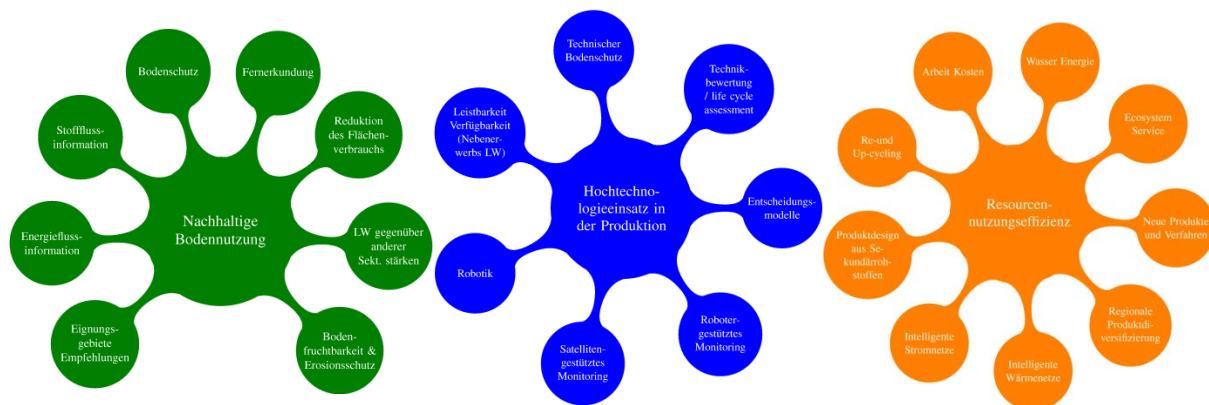 Nachhaltige
Bodennutzung
Bodenschutz
Fernerkundung
Reduktion
des Flächen-
verbrauchs
LW gegenüber
anderer
Sekt. stärken
Boden-
fruchtbarkeit &
Erosionsschutz
Eignungs-
gebiete
Empfehlungen
Energiefluss-
information
Stoffluss-
information
Hochtechno-
logieeinsatz in
der Produktion
Technischer
Bodenschutz
Technik-
bewertung
/ life cycle
assessment
Entscheidungs-
modelle
Roboter-
gestütztes
Monitoring
Satelliten-
gestütztes
Monitoring
Robotik
Leistbarkeit
Verfügbarkeit
(Nebener-
werbs LW)
Resourcen-
nutzungseffizienz
Arbeit Kosten
Wasser Energie
Ecosystem
Service
Neue Produkte
und Verfahren
Regionale
Produktdi-
versifizierung
Intelligente
Wärmenetze
Intelligente
Stromnetze
Produktdesign
aus Se-
kundärroh-
stoffen
Re-und
Up-cycling